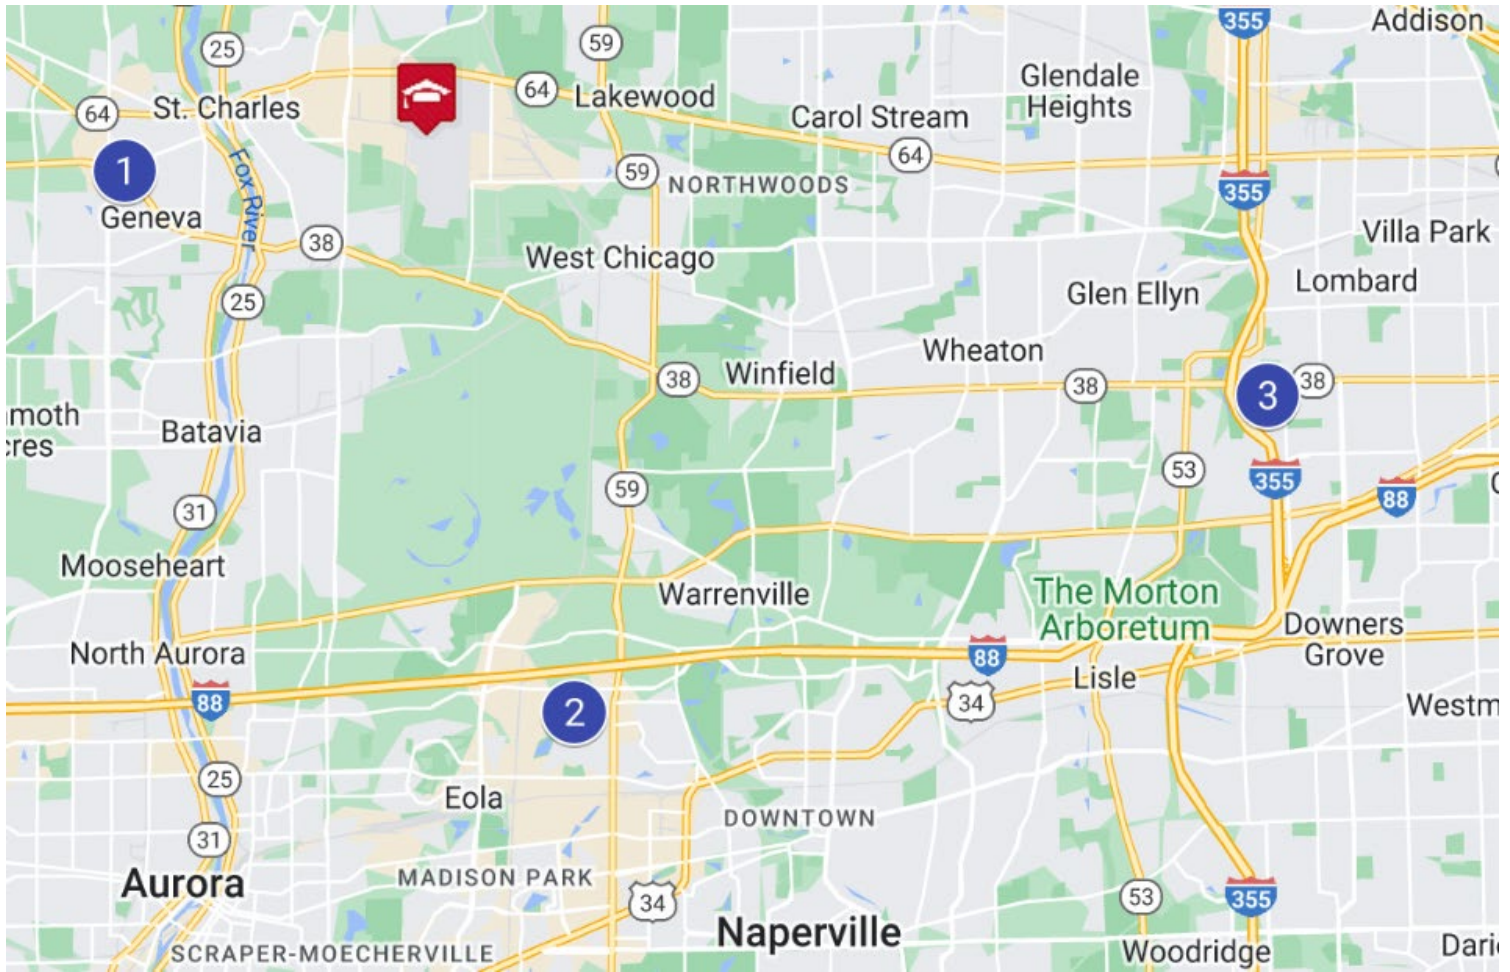 355
Addison
25
59
64
Lakewood
Glendale
Heights
64
St. Charles
Carol Stream
64
1
Fox River
59
NORTHWOODS
355
Geneva
38
West Chicago
Villa Park
25
Glen Ellyn
Lombard
Wheaton
38
Winfield
38
3
38
moth
cres
Batavia
59
53
355
88
31
Mooseheart
Warrenville
The Morton
Arboretum
North Aurora
88
Downers
Grove
88
Lisle
34
2
Westm
25
Eola
DOWNTOWN
31
Aurora
MADISON PARK
34
53
355
Naperville
SCRAPER-MOECHERVILLE
Woodridge
Dari